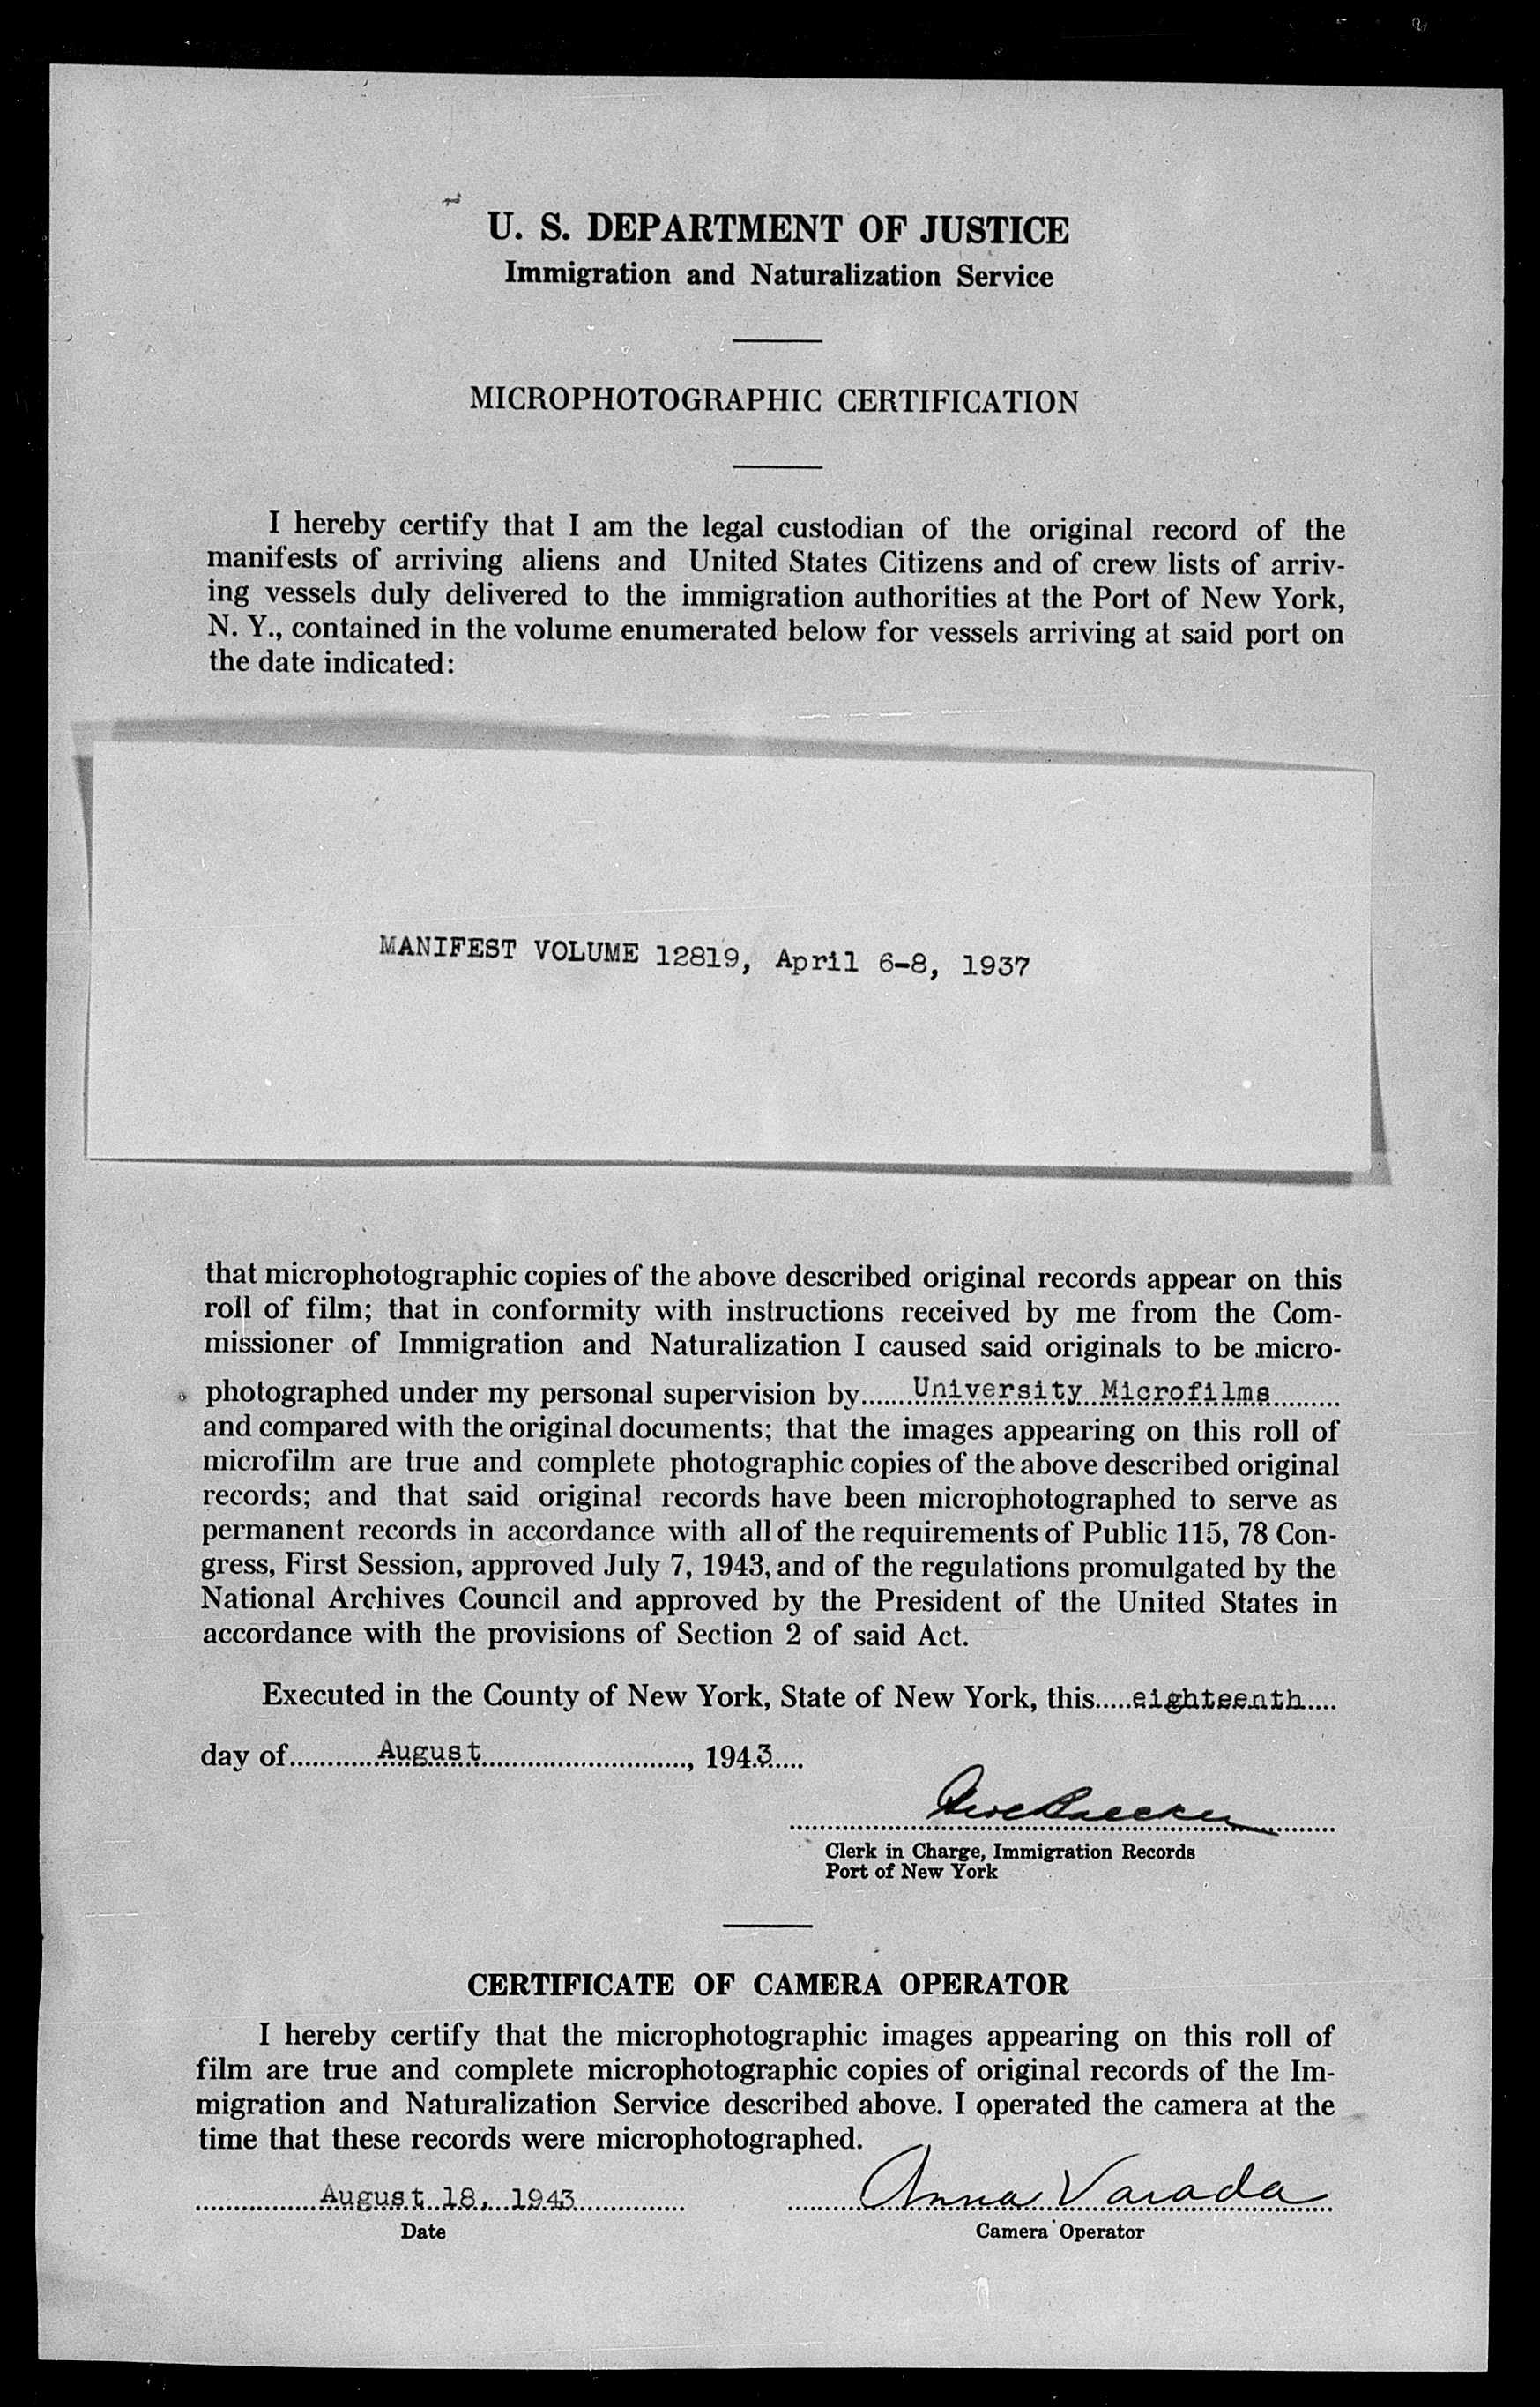 U. S. DEPARTMENT OF JUSTICE
Immigration and Naturalization Service
MICROPHOTOGRAPHIC CERTIFICATION
I hereby certify that I am the legal custodian of the original record of the
manifests of arriving aliens and United States Citizens and of crew lists of arriv-
ing vessels duly delivered to the immigration authorities at the Port of New York,
N. Y., contained in the volume enumerated below for vessels arriving at said port on
the date indicated:
MANIFEST VOLUME 12819, April 6-8, 1937
that microphotographic copies of the above described original records appear on this
roll of film; that in conformity with instructions received by me from the Com-
missioner of Immigration and Naturalization I caused said originals to be micro-
photographed under my personal supervision by......University Microfilms..........
and compared with the original documents; that the images appearing on this roll of
microfilm are true and complete photographic copies of the above described original
records; and that said original records have been microphotographed to serve as
permanent records in accordance with all of the requirements of Public 115, 78 Con-
gress, First Session, approved July 7, 1943, and of the regulations promulgated by the
National Archives Council and approved by the President of the United States in
accordance with the provisions of Section 2 of said Act.
Executed in the County of New York, State of New York, this.....eighteenth....
day of............August............................, 1943.....
Clerk in Charge, Immigration Records
Port of New York
CERTIFICATE OF CAMERA OPERATOR
I hereby certify that the microphotographic images appearing on this roll of
film are true and complete microphotographic copies of original records of the Im-
migration and Naturalization Service described above. I operated the camera at the
time that these records were microphotographed.
August 18, 1943 Anna Varada
Date Camera Operator